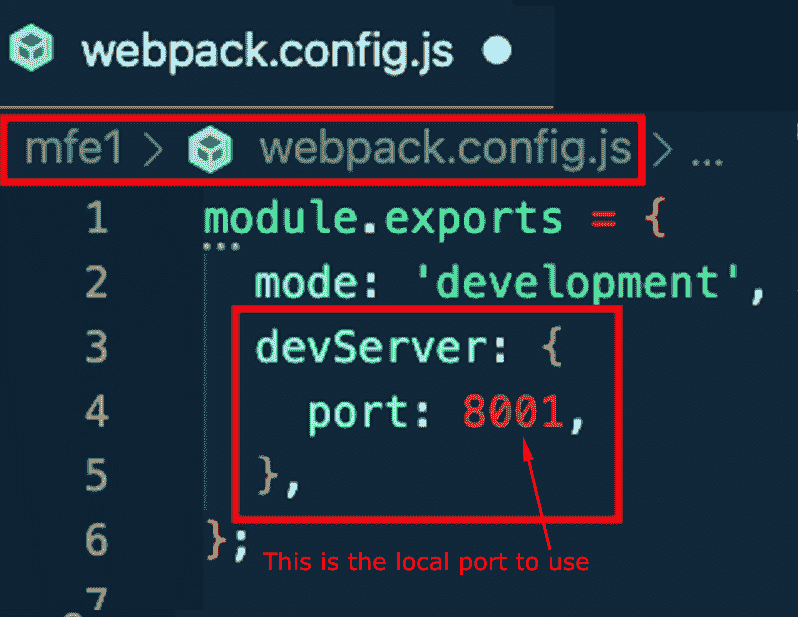 webpack.config.js
mfe1 > webpack.config.js > ...
1 module.exports = {
2 mode: 'development',
3 devServer: {
4 port: 8001,
5 },
6 };
This is the local port to use
7